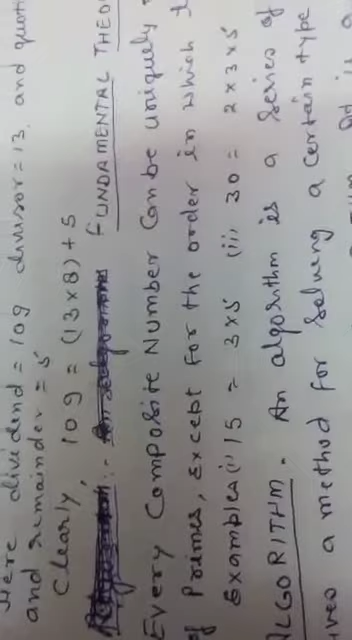 Here dividend = 109 divisor = 13 and quoti
and remainder = 5
Clearly, 109 = (13×8)+5
FUNDAMENTAL THEO
Every Composite Number Can be uniquely
of Primes, except for the order in which t
Examples (i) 15 = 3×5 (ii) 30 = 2×3×5
LGORITHM. An algorithm is a series of
ives a method for solving a certain type